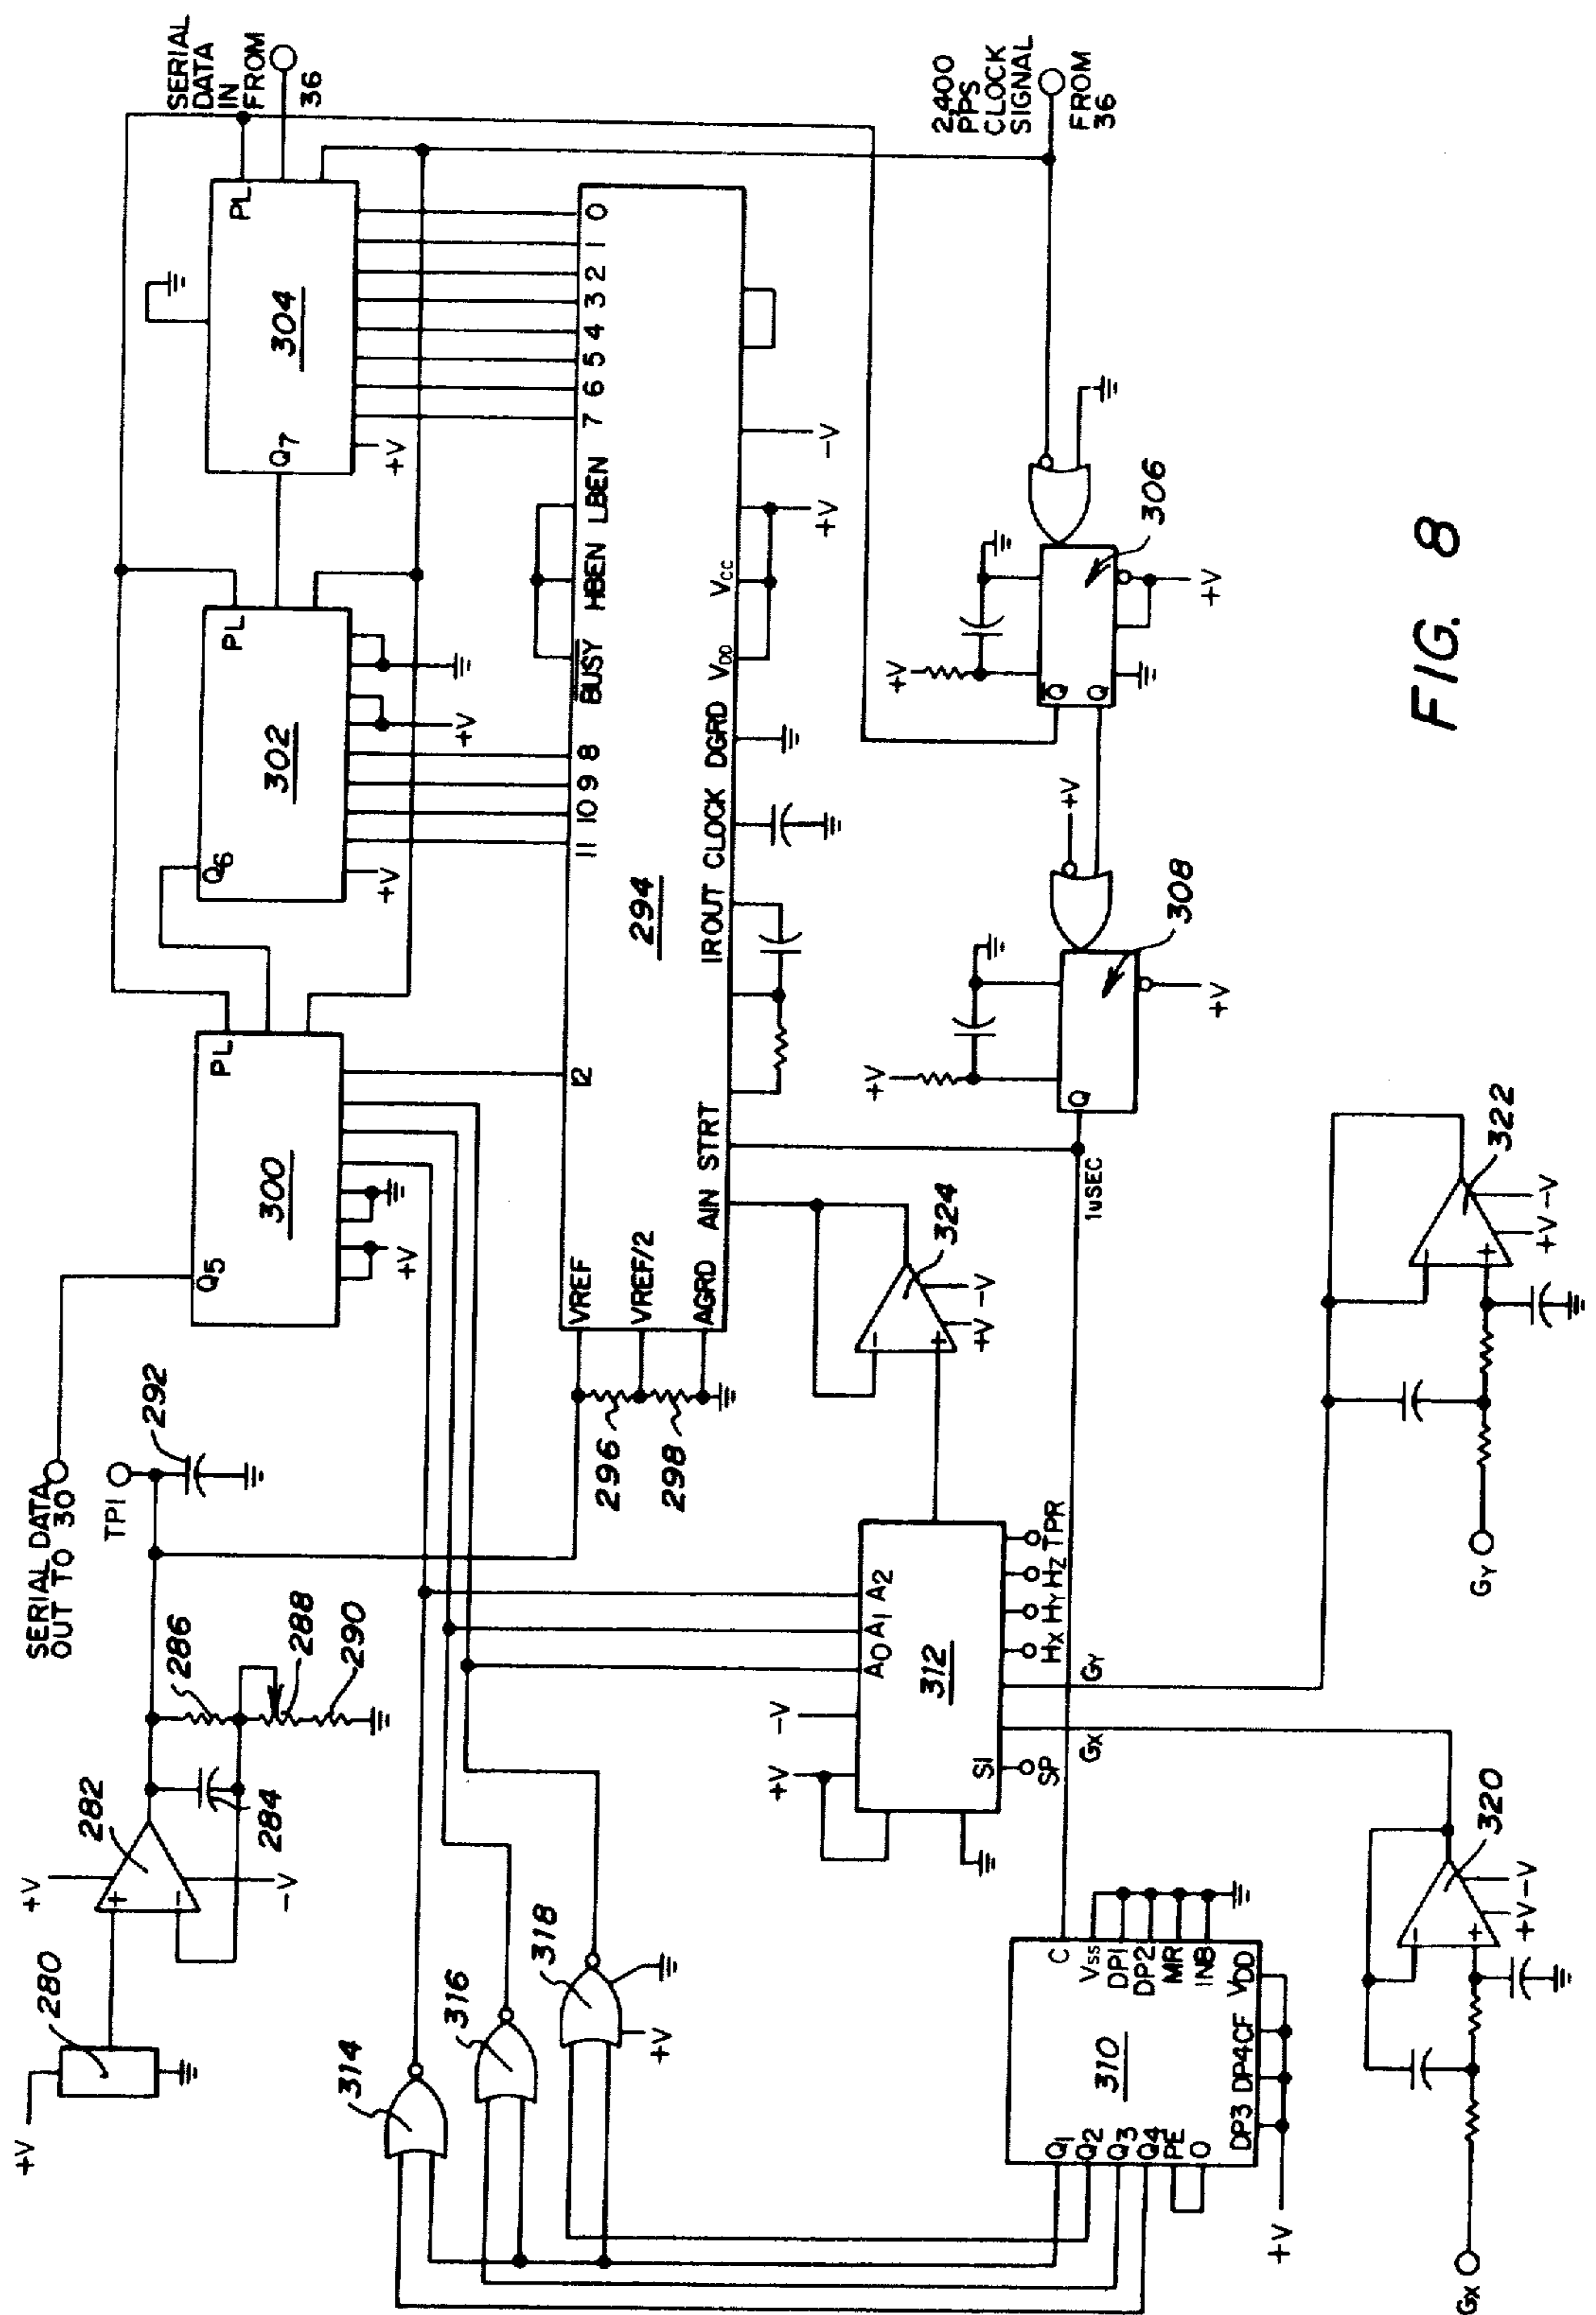 SERIAL
DATA
IN
FROM
36
2,400
PPS
CLOCK
SIGNAL
FROM
36
PL
304
Q7
+V
PL
302
Q6
+V
+V
PL
300
Q5
+V
SERIAL DATA
OUT TO 30
TP1
292
286
288
290
282
284
+V
-V
+
-
280
+V
0
1
2
3
4
5
6
7
LBEN
HBEN
BUSY
8
9
10
11
12
294
VREF
VREF/2
AGRD
AIN
STRT
IROUT
CLOCK
DGRD
VDD
VCC
+V
-V
296
298
306
+V
+V
Q
Q
+V
308
+V
+V
Q
1uSEC
324
-
+
+V
-V
312
A0
A1
A2
+V
-V
S1
SP
GX
GY
HX
HY
HZ
TPR
314
316
318
+V
310
C
VSS
DP1
DP2
MR
IN8
VDD
CF
DP4
DP3
Q1
Q2
Q3
Q4
PE
O
+V
320
-
+
+V
-V
GX
322
-
+
+V
-V
GY
FIG. 8